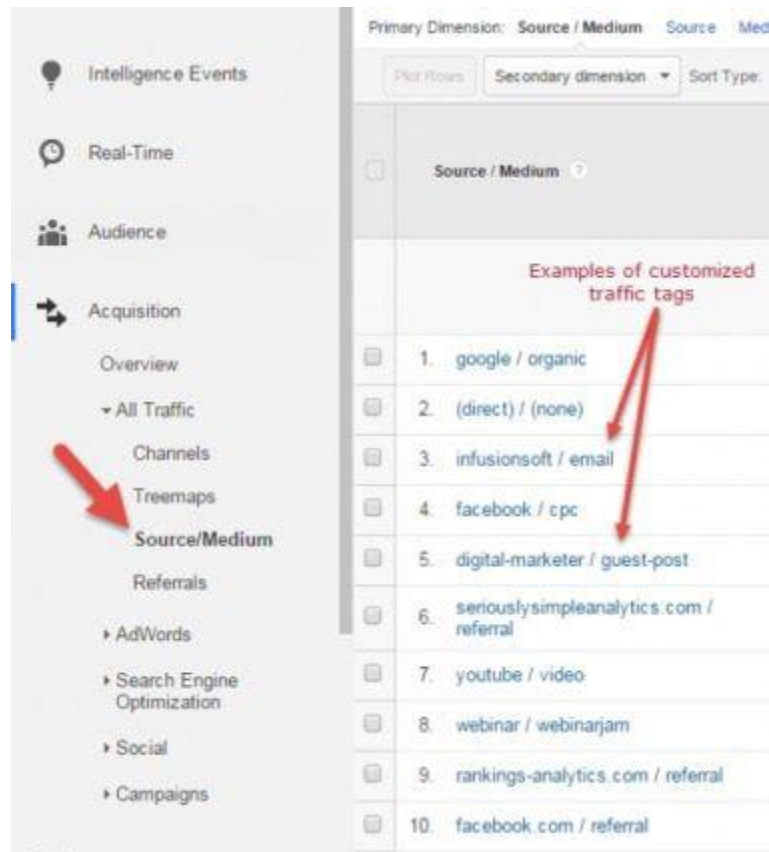 Intelligence Events
Real-Time
Audience
Acquisition
Overview
All Traffic
Channels
Treemaps
Source/Medium
Referrals
AdWords
Search Engine
Optimization
Social
Campaigns
Primary Dimension: Source / Medium Source Med
Plot Rows Secondary dimension Sort Type:
Source / Medium ?
Examples of customized
traffic tags
1. google / organic
2. (direct) / (none)
3. infusionsoft / email
4. facebook / cpc
5. digital-marketer / guest-post
6. seriouslysimpleanalytics.com /
referral
7. youtube / video
8. webinar / webinarjam
9. rankings-analytics.com / referral
10. facebook.com / referral